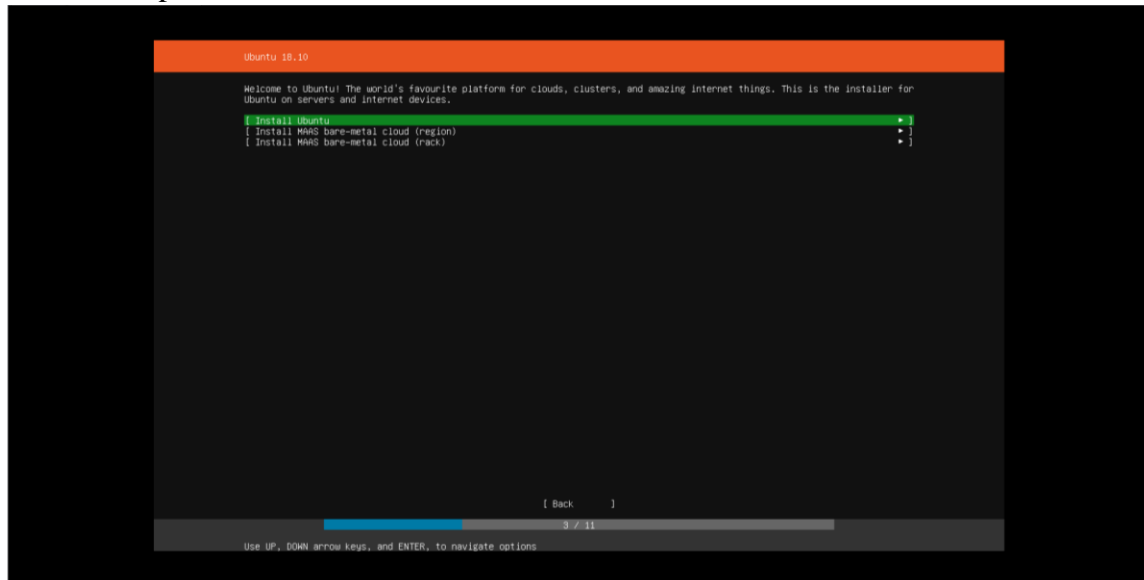 Ubuntu 18.10
Welcome to Ubuntu! The world's favourite platform for clouds, clusters, and amazing internet things. This is the installer for
Ubuntu on servers and internet devices.
[ Install Ubuntu ► ]
[ Install MAAS bare-metal cloud (region) ► ]
[ Install MAAS bare-metal cloud (rack) ► ]
[ Back ]
3 / 11
Use UP, DOWN arrow keys, and ENTER, to navigate options